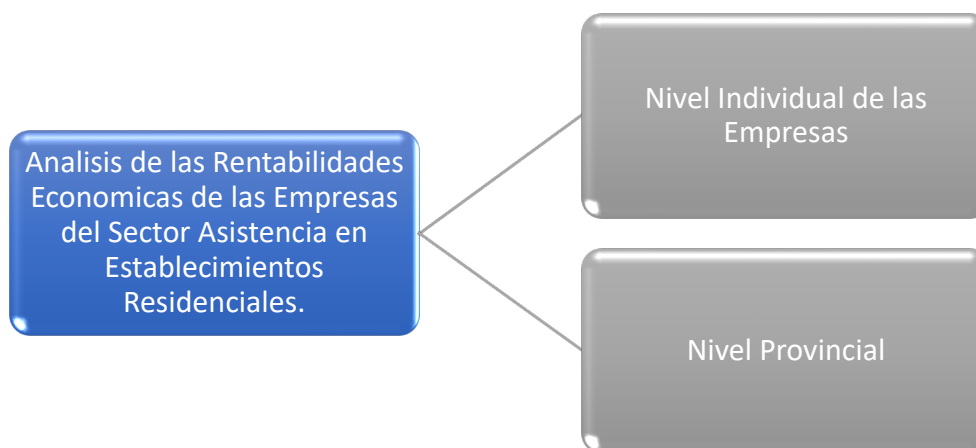 Analisis de las Rentabilidades
Economicas de las Empresas
del Sector Asistencia en
Establecimientos
Residenciales.
Nivel Individual de las
Empresas
Nivel Provincial